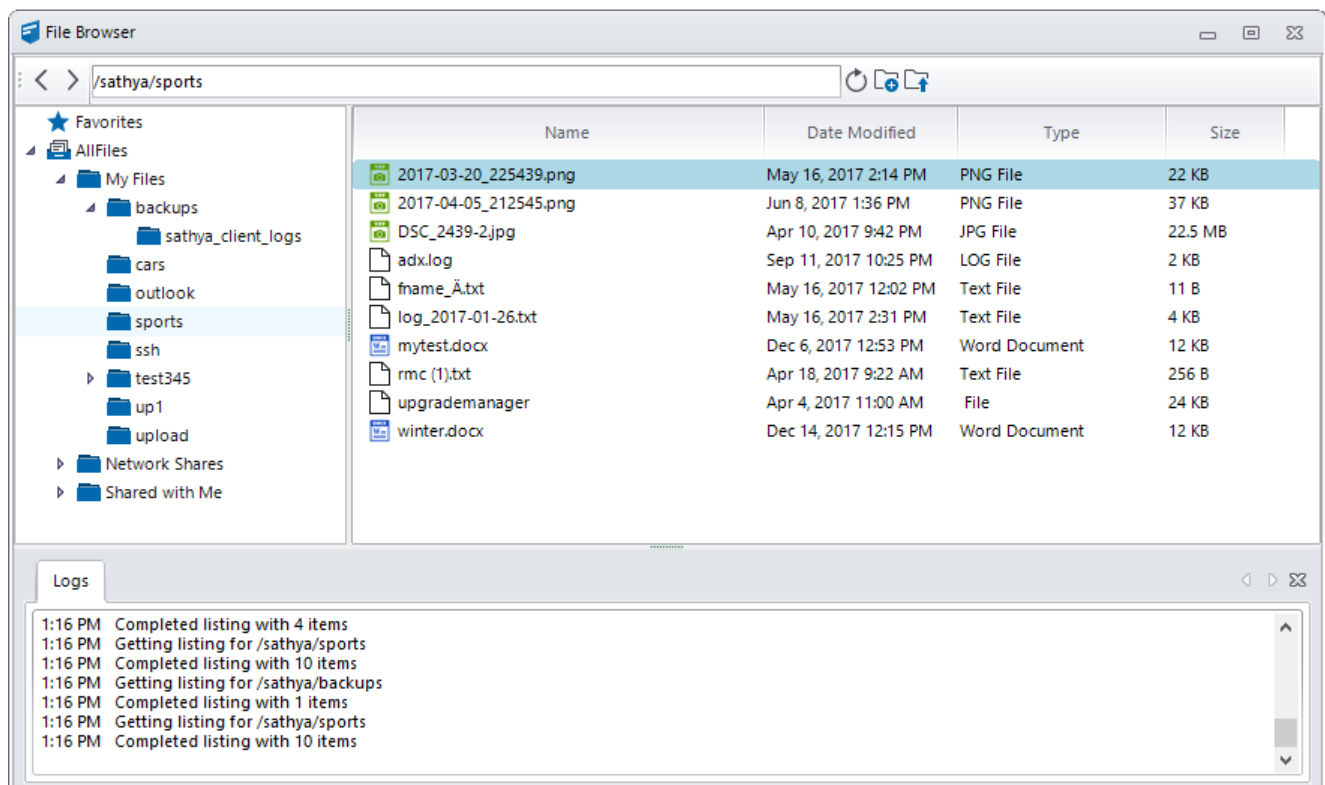 File Browser
/sathya/sports
Favorites
AllFiles
My Files
backups
sathya_client_logs
cars
outlook
sports
ssh
test345
up1
upload
Network Shares
Shared with Me
Name Date Modified Type Size
2017-03-20_225439.png May 16, 2017 2:14 PM PNG File 22 KB
2017-04-05_212545.png Jun 8, 2017 1:36 PM PNG File 37 KB
DSC_2439-2.jpg Apr 10, 2017 9:42 PM JPG File 22.5 MB
adx.log Sep 11, 2017 10:25 PM LOG File 2 KB
fname_Ä.txt May 16, 2017 12:02 PM Text File 11 B
log_2017-01-26.txt May 16, 2017 2:31 PM Text File 4 KB
mytest.docx Dec 6, 2017 12:53 PM Word Document 12 KB
rmc (1).txt Apr 18, 2017 9:22 AM Text File 256 B
upgrademanager Apr 4, 2017 11:00 AM File 24 KB
winter.docx Dec 14, 2017 12:15 PM Word Document 12 KB
Logs
1:16 PM Completed listing with 4 items
1:16 PM Getting listing for /sathya/sports
1:16 PM Completed listing with 10 items
1:16 PM Getting listing for /sathya/backups
1:16 PM Completed listing with 1 items
1:16 PM Getting listing for /sathya/sports
1:16 PM Completed listing with 10 items